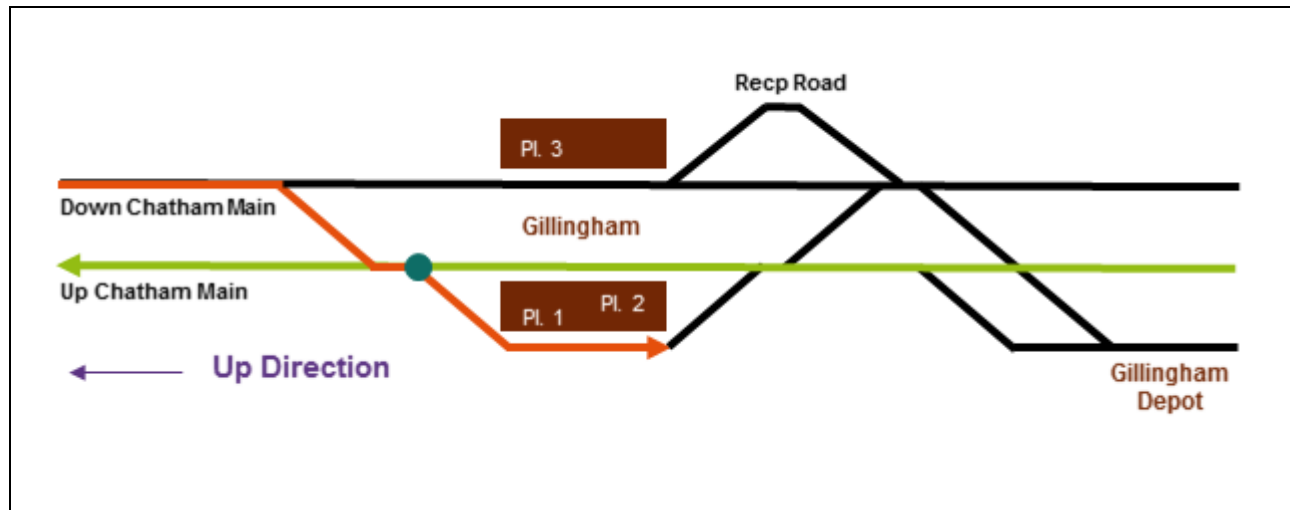 Recp Road
Pl. 3
Down Chatham Main
Gillingham
Up Chatham Main
Pl. 1
Pl. 2
Up Direction
Gillingham
Depot